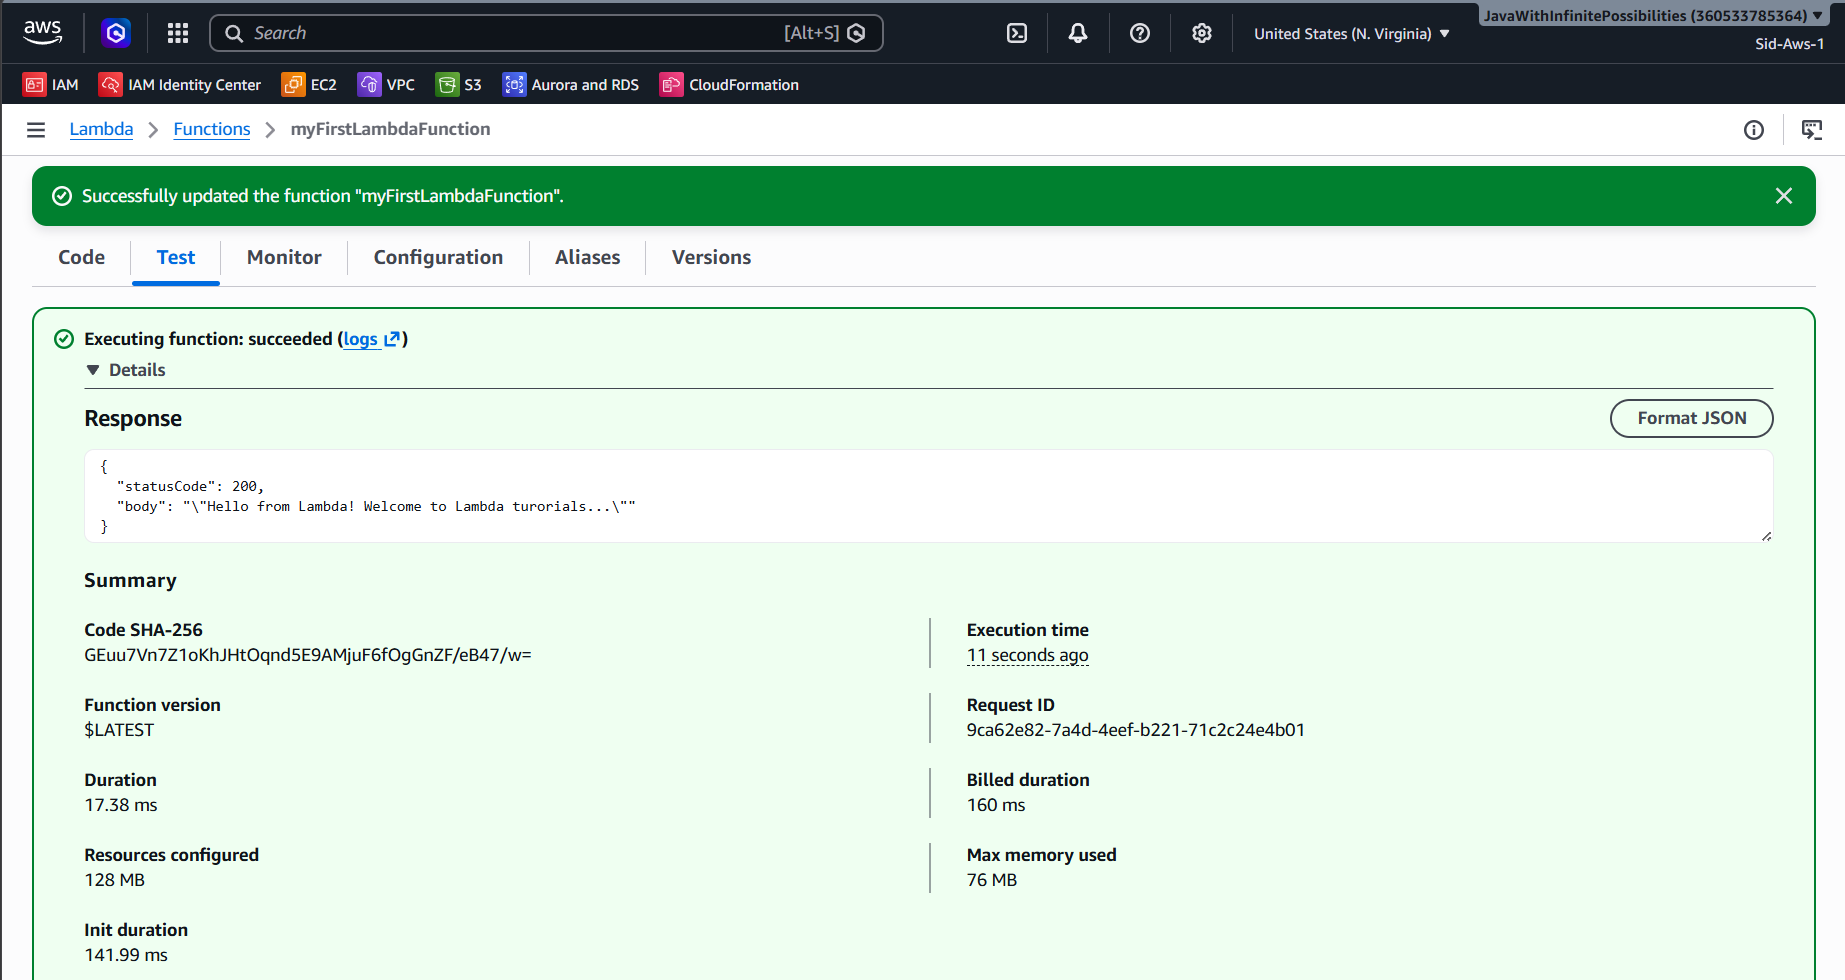 JavaWithInfinitePossibilities (360533785364)
aws
Search
[Alt+S]
United States (N. Virginia)
Sid-Aws-1
IAM
IAM Identity Center
EC2
VPC
S3
Aurora and RDS
CloudFormation
Lambda
Functions
myFirstLambdaFunction
Successfully updated the function "myFirstLambdaFunction".
Code
Test
Monitor
Configuration
Aliases
Versions
Executing function: succeeded (logs)
Details
Response
Format JSON
{
"statusCode": 200,
"body": "\"Hello from Lambda! Welcome to Lambda turorials...\""
}
Summary
Code SHA-256
GEuu7Vn7Z1oKhJHtOqnd5E9AMjuF6fOgGnZF/eB47/w=
Execution time
11 seconds ago
Function version
$LATEST
Request ID
9ca62e82-7a4d-4eef-b221-71c2c24e4b01
Duration
17.38 ms
Billed duration
160 ms
Resources configured
128 MB
Max memory used
76 MB
Init duration
141.99 ms